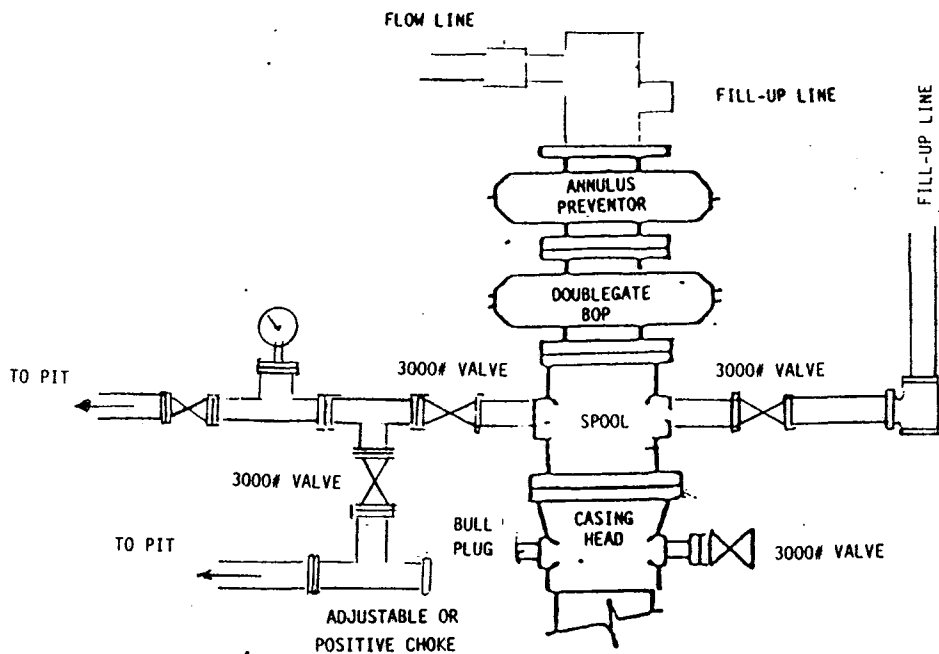 FLOW LINE
FILL-UP LINE
FILL-UP LINE
ANNULUS
PREVENTOR
DOUBLEGATE
BOP
3000# VALVE
3000# VALVE
TO PIT
SPOOL
3000# VALVE
BULL
PLUG
CASING
HEAD
3000# VALVE
TO PIT
ADJUSTABLE OR
POSITIVE CHOKE